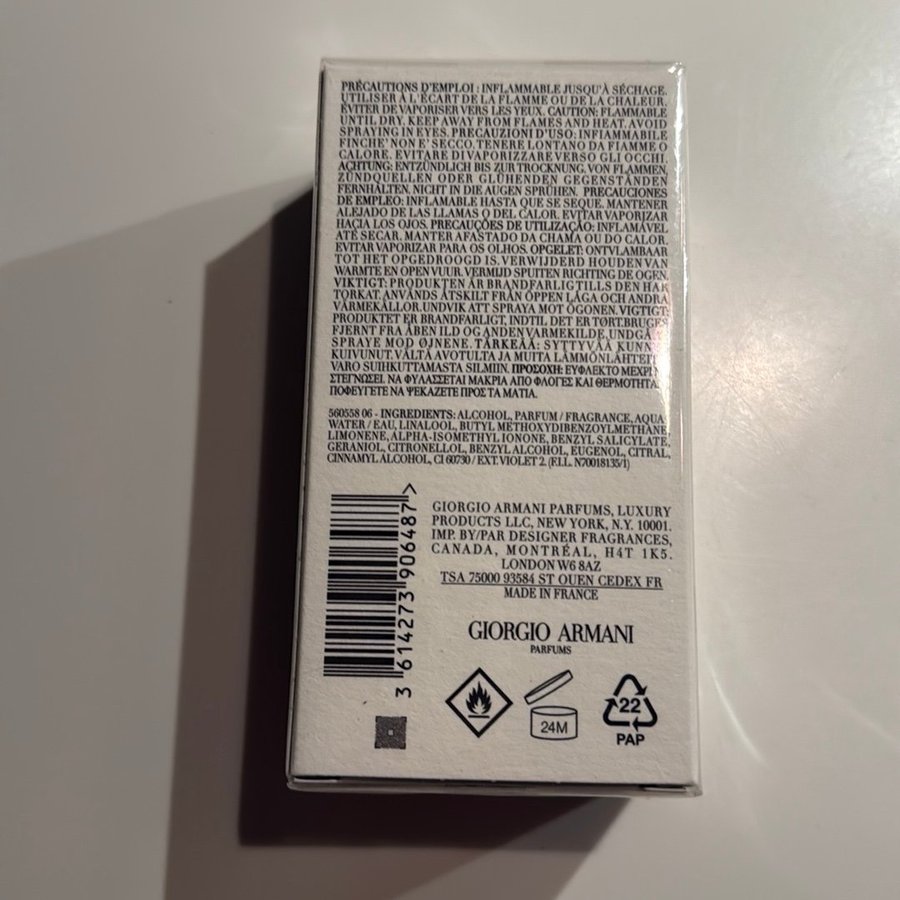 PRÉCAUTIONS D'EMPLOI : INFLAMMABLE JUSQU'À SÉCHAGE.
UTILISER À L'ÉCART DE LA FLAMME OU DE LA CHALEUR.
ÉVITER DE VAPORISER VERS LES YEUX. CAUTION: FLAMMABLE
UNTIL DRY. KEEP AWAY FROM FLAMES AND HEAT. AVOID
SPRAYING IN EYES. PRECAUZIONI D'USO: INFIAMMABILE
FINCHE' NON E' SECCO. TENERE LONTANO DA FIAMME O
CALORE. EVITARE DI VAPORIZZARE VERSO GLI OCCHI.
ACHTUNG: ENTZÜNDLICH BIS ZUR TROCKNUNG. VON FLAMMEN,
ZÜNDQUELLEN ODER GLÜHENDEN GEGENSTÄNDEN
FERNHALTEN. NICHT IN DIE AUGEN SPRÜHEN. PRECAUCIONES
DE EMPLEO: INFLAMABLE HASTA QUE SE SEQUE. MANTENER
ALEJADO DE LAS LLAMAS O DEL CALOR. EVITAR VAPORIZAR
HACIA LOS OJOS. PRECAUÇÕES DE UTILIZAÇÃO: INFLAMÁVEL
ATÉ SECAR. MANTER AFASTADO DA CHAMA OU DO CALOR.
EVITAR VAPORIZAR PARA OS OLHOS. OPGELET: ONTVLAMBAAR
TOT HET OPGEDROOGD IS. VERWIJDERD HOUDEN VAN
WARMTE EN OPEN VUUR. VERMIJD SPUITEN RICHTING DE OGEN.
VIKTIGT: PRODUKTEN ÄR BRANDFARLIG TILLS DEN HAR
TORKAT. ANVÄNDS ÅTSKILT FRÅN ÖPPEN LÅGA OCH ANDRA
VÄRMEKÄLLOR. UNDVIK ATT SPRAYA MOT ÖGONEN. VIGTIGT:
PRODUKTET ER BRANDFARLIGT, INDTIL DET ER TØRT. BRUGES
FJERNT FRA ÅBEN ILD OG ANDEN VARMEKILDE. UNDGÅ
SPRAYE MOD ØJNENE. TÄRKEÄÄ: SYTTYVÄÄ KUNN
KUIVUNUT. VÄLTÄ AVOTULTA JA MUITA LÄMMÖNLÄHTEIT
VARO SUIHKUTTAMASTA SILMIIN. ΠΡΟΣΟΧΗ: ΕΥΦΛΕΚΤΟ ΜΕΧΡΙ
ΣΤΕΓΝΩΣΕΙ. ΝΑ ΦΥΛΑΣΣΕΤΑΙ ΜΑΚΡΙΑ ΑΠΟ ΦΛΟΓΕΣ ΚΑΙ ΘΕΡΜΟΤΗΤΑ.
ΠΟΦΕΥΓΕΤΕ ΝΑ ΨΕΚΑΖΕΤΕ ΠΡΟΣ ΤΑ ΜΑΤΙΑ.
560558 06 - INGREDIENTS: ALCOHOL, PARFUM / FRAGRANCE, AQUA
WATER / EAU, LINALOOL, BUTYL METHOXYDIBENZOYLMETHANE,
LIMONENE, ALPHA-ISOMETHYL IONONE, BENZYL SALICYLATE,
GERANIOL, CITRONELLOL, BENZYL ALCOHOL, EUGENOL, CITRAL,
CINNAMYL ALCOHOL, CI 60730 / EXT. VIOLET 2. (F.I.L. N70018135/1)
3 614273 906487 >
GIORGIO ARMANI PARFUMS, LUXURY
PRODUCTS LLC, NEW YORK, N.Y. 10001.
IMP. BY/PAR DESIGNER FRAGRANCES,
CANADA, MONTRÉAL, H4T 1K5.
LONDON W6 8AZ
TSA 75000 93584 ST OUEN CEDEX FR
MADE IN FRANCE
GIORGIO ARMANI
PARFUMS
24M
22
PAP